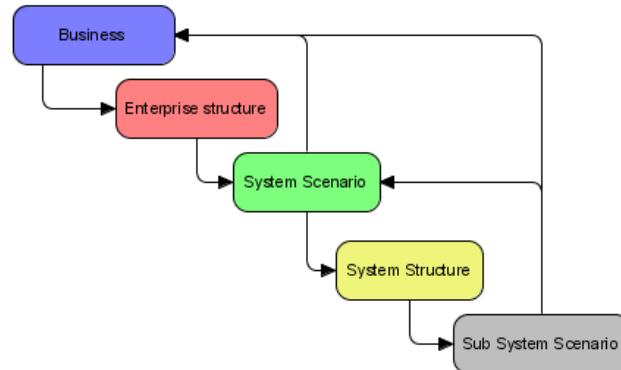 Business
Enterprise structure
System Scenario
System Structure
Sub System Scenario